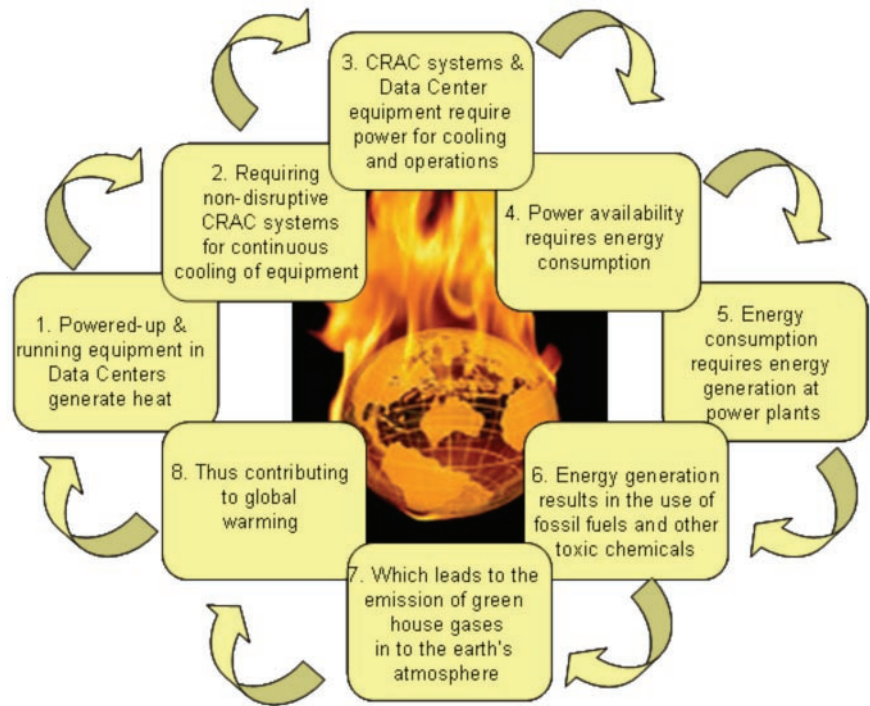 1. Powered-up &
running equipment in
Data Centers
generate heat
2. Requiring
non-disruptive
CRAC systems
for continuous
cooling of equipment
3. CRAC systems &
Data Center
equipment require
power for cooling
and operations
4. Power availability
requires energy
consumption
5. Energy
consumption
requires energy
generation at
power plants
6. Energy generation
results in the use of
fossil fuels and other
toxic chemicals
7. Which leads to the
emission of green
house gases
in to the earth's
atmosphere
8. Thus contributing
to global
warming